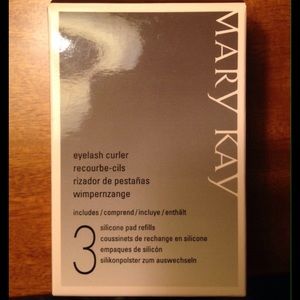 MARY KAY
eyelash curler
recourbe-cils
rizador de pestañas
wimpernzange
includes / comprend / incluye / enthält
3
silicone pad refills
coussinets de rechange en silicone
empaques de silicón
silikonpolster zum auswechseln